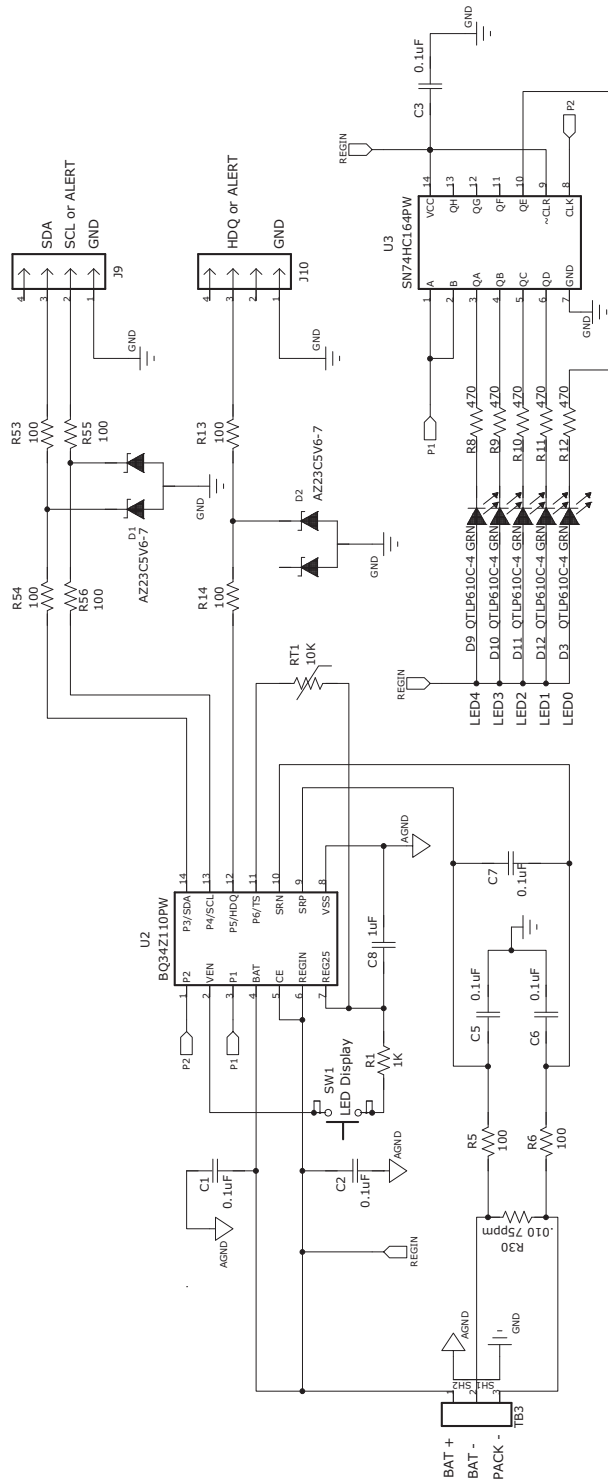 J9
4
3
2
1
SDA
SCL or ALERT
GND
GND
R53
100
R55
100
D1
AZ23C5V6-7
GND
R54
100
R56
100
J10
4
3
2
1
HDQ or ALERT
GND
GND
R13
100
D2
AZ23C5V6-7
GND
R14
100
RT1
10K
U2
BQ34Z110PW
P2
VEN
P1
BAT
CE
REGIN
REG25
1
2
3
4
5
6
7
P3/SDA
P4/SCL
P5/HDQ
P6/TS
SRN
SRP
VSS
14
13
12
11
10
9
8
P2
P1
AGND
C8
1uF
SW1
LED Display
R1
1K
C1
0.1uF
AGND
C2
0.1uF
AGND
REGIN
C7
0.1uF
C5
0.1uF
C6
0.1uF
R5
100
R6
100
R30
.010 75ppm
AGND
GND
SH2
SH1
1
2
3
TB3
BAT +
BAT -
PACK -
U3
SN74HC164PW
A
B
QA
QB
QC
QD
GND
1
2
3
4
5
6
7
VCC
QH
QG
QF
QE
~CLR
CLK
14
13
12
11
10
9
8
C3
0.1uF
GND
REGIN
P2
P1
GND
R8
470
R9
470
R10
470
R11
470
R12
470
D9 QTLP610C-4 GRN
D10 QTLP610C-4 GRN
D11 QTLP610C-4 GRN
D12 QTLP610C-4 GRN
D3 QTLP610C-4 GRN
REGIN
LED4
LED3
LED2
LED1
LED0